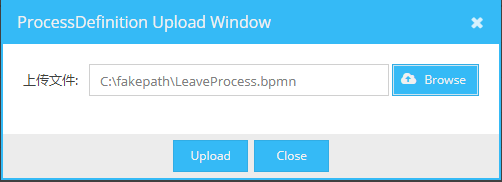 ProcessDefinition Upload Window
上传文件: C:\fakepath\LeaveProcess.bpmn Browse
Upload Close